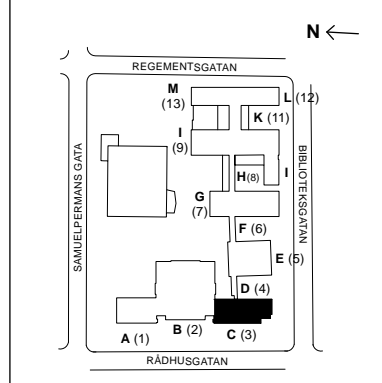 N
REGEMENTSGATAN
M
(13)
L (12)
K (11)
I
(9)
H(8)
I
G
(7)
F (6)
E (5)
D (4)
A (1)
B (2)
C (3)
SAMUELPERMANS GATA
BIBLIOTEKSGATAN
RÅDHUSGATAN